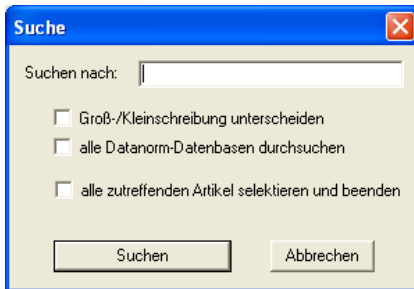 Suche
Suchen nach:
Groß-/Kleinschreibung unterscheiden
alle Datanorm-Datenbasen durchsuchen
alle zutreffenden Artikel selektieren und beenden
Suchen Abbrechen